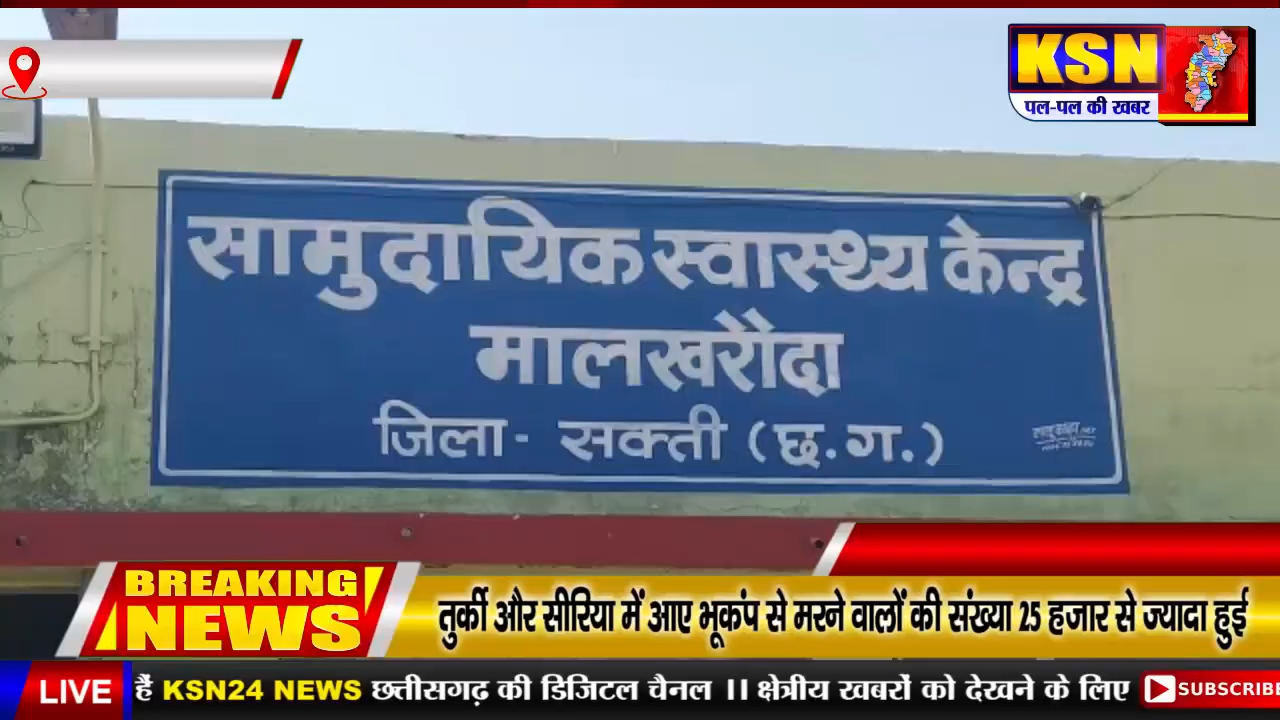 KSN
पल-पल की खबर
सामुदायिक स्वास्थ्य केन्द्र
मालखरौदा
जिला- सक्ती (छ.ग.)
BREAKING
NEWS
तुर्की और सीरिया में आए भूकंप से मरने वालों की संख्या 25 हजार से ज्यादा हुई
LIVE
हैं KSN24 NEWS छत्तीसगढ़ की डिजिटल चैनल II क्षेत्रीय खबरों को देखने के लिए
SUBSCRIBE